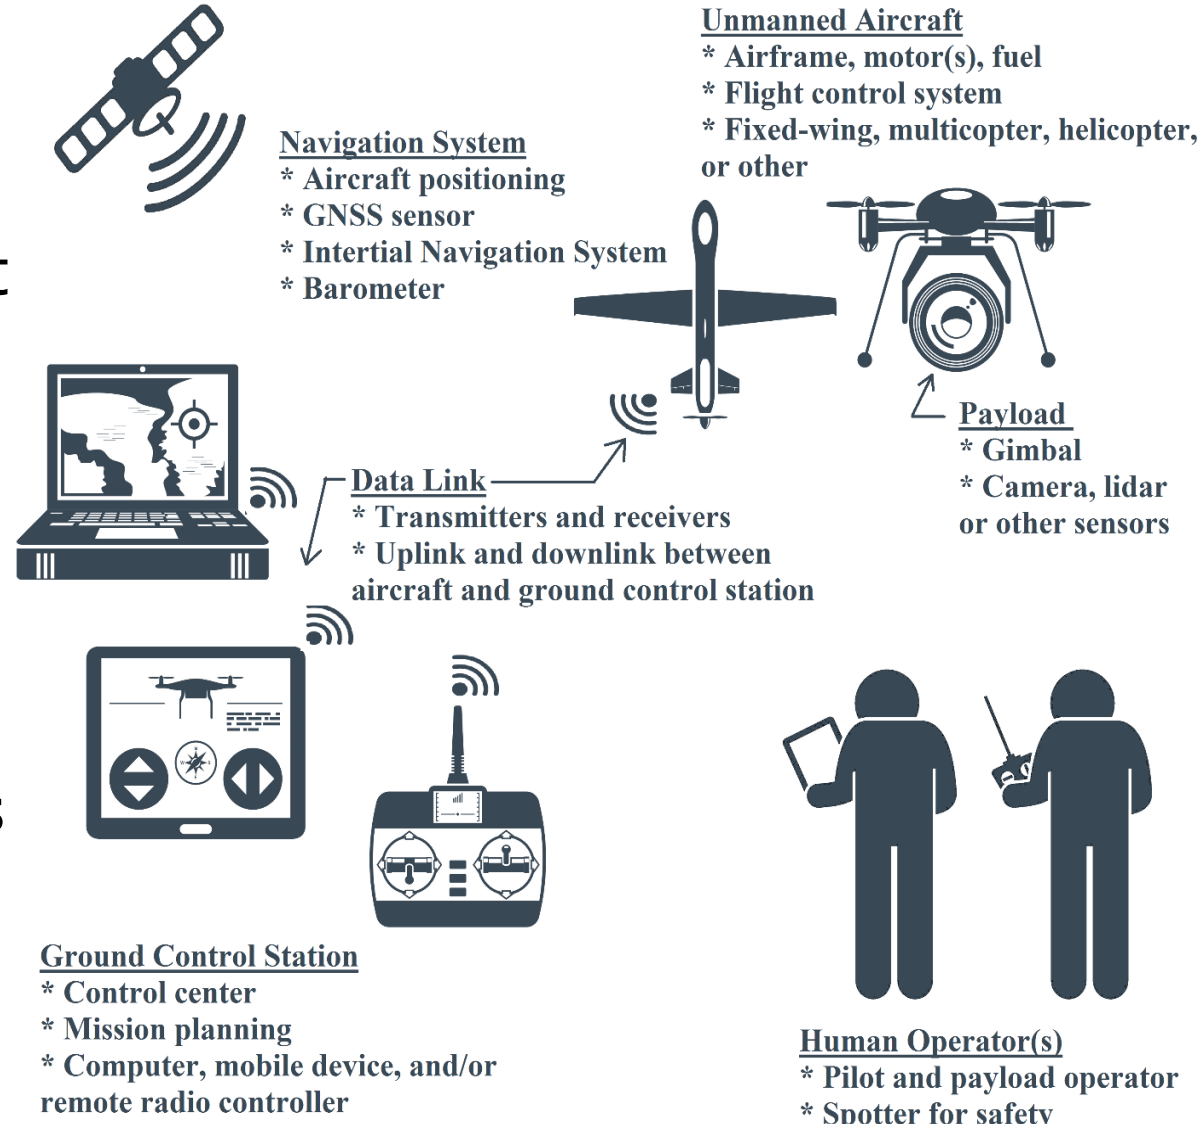 Unmanned Aircraft
* Airframe, motor(s), fuel
* Flight control system
* Fixed-wing, multicopter, helicopter,
or other
Navigation System
* Aircraft positioning
* GNSS sensor
* Intertial Navigation System
* Barometer
t
Payload
* Gimbal
* Camera, lidar
or other sensors
Data Link
* Transmitters and receivers
* Uplink and downlink between
aircraft and ground control station
s
Ground Control Station
* Control center
* Mission planning
* Computer, mobile device, and/or
remote radio controller
Human Operator(s)
* Pilot and payload operator
* Spotter for safety